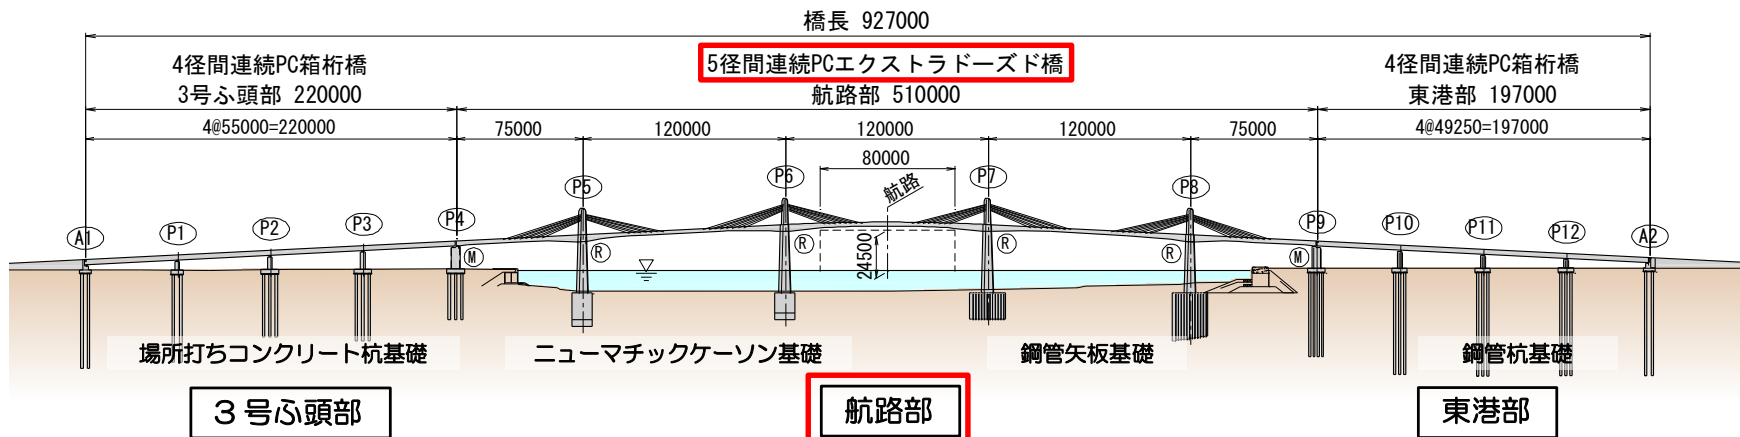 橋長 927000
4径間連続PC箱桁橋
5径間連続PCエクストラドーズド橋
4径間連続PC箱桁橋
3号ふ頭部 220000
航路部 510000
東港部 197000
4@55000=220000
75000
120000
120000
120000
75000
4@49250=197000
80000
航路
24500
A1
P1
P2
P3
P4
P5
P6
P7
P8
P9
P10
P11
P12
A2
M
R
R
R
R
M
場所打ちコンクリート杭基礎
ニューマチックケーソン基礎
鋼管矢板基礎
鋼管杭基礎
3号ふ頭部
航路部
東港部